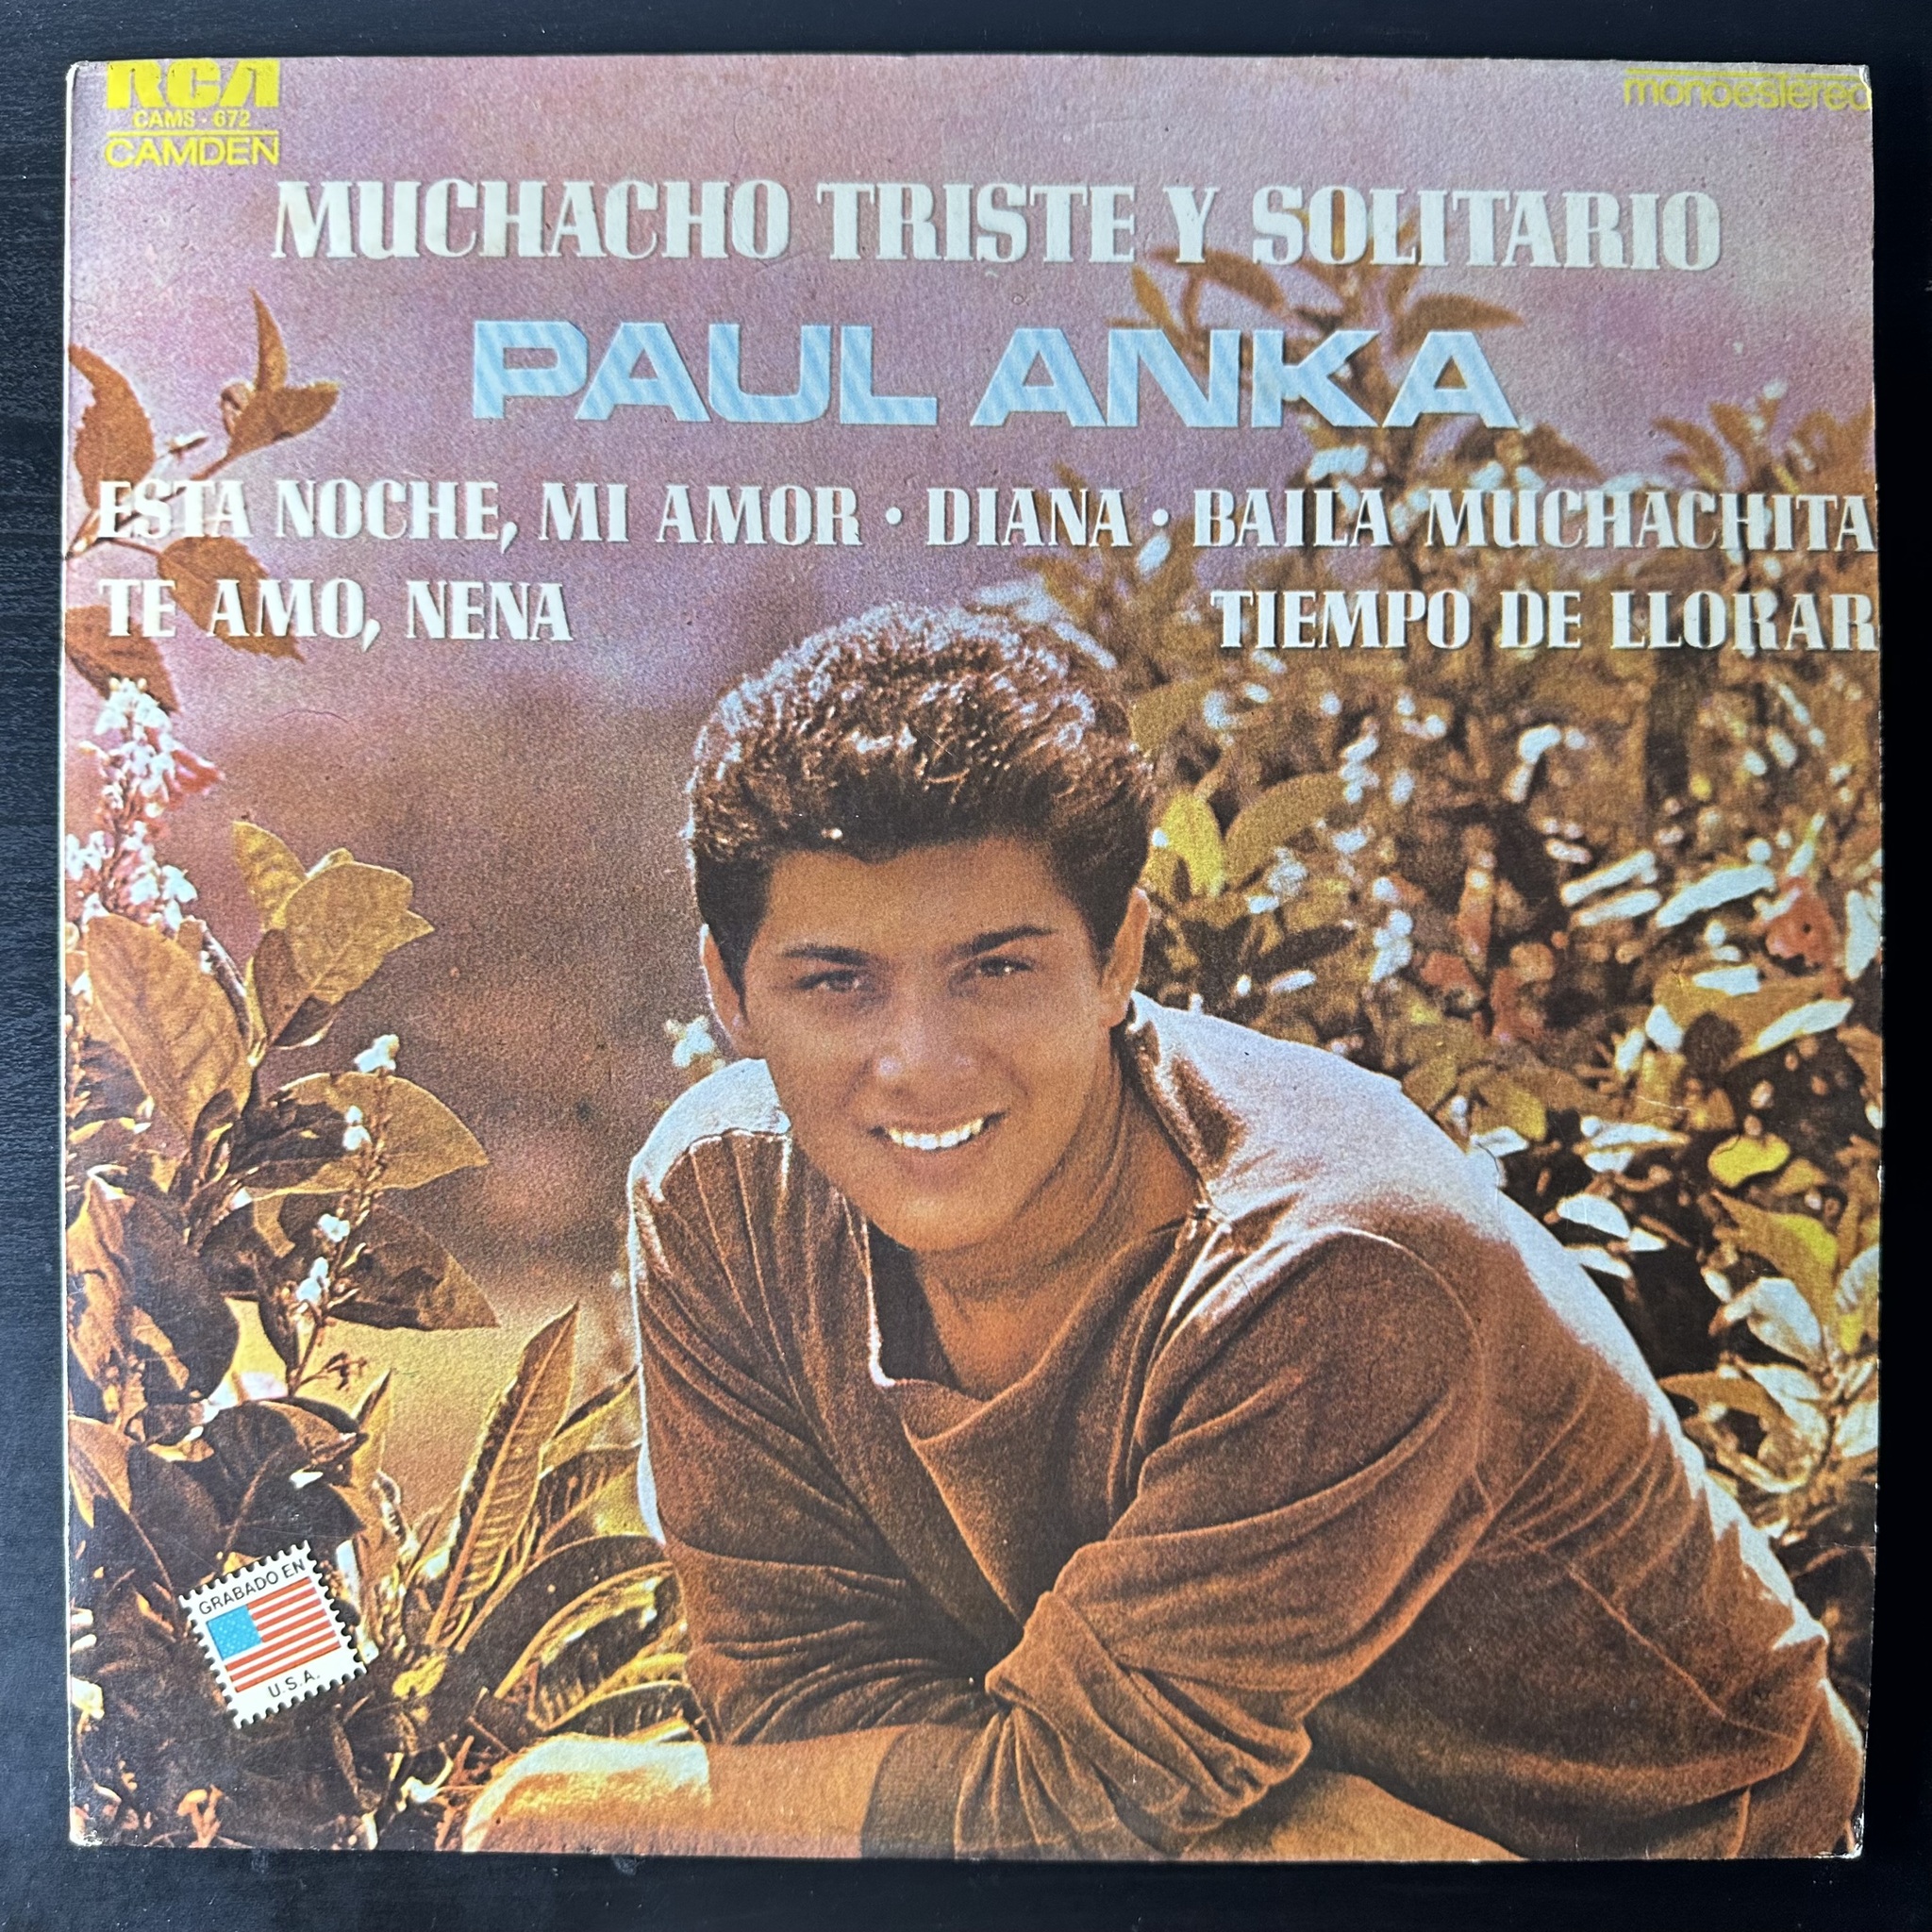 RCA
CAMS - 672
CAMDEN
monoestereo
MUCHACHO TRISTE Y SOLITARIO
PAUL ANKA
ESTA NOCHE, MI AMOR • DIANA • BAILA MUCHACHITA
TE AMO, NENA
TIEMPO DE LLORAR
GRABADO EN
U.S.A.